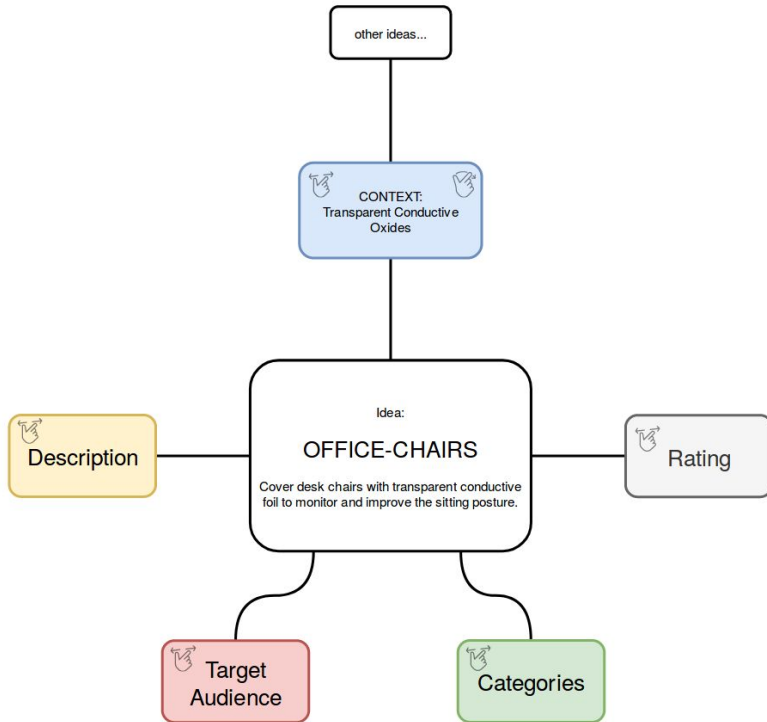 other ideas...
CONTEXT:
Transparent Conductive
Oxides
Idea:
OFFICE-CHAIRS
Cover desk chairs with transparent conductive
foil to monitor and improve the sitting posture.
Description
Rating
Target
Audience
Categories